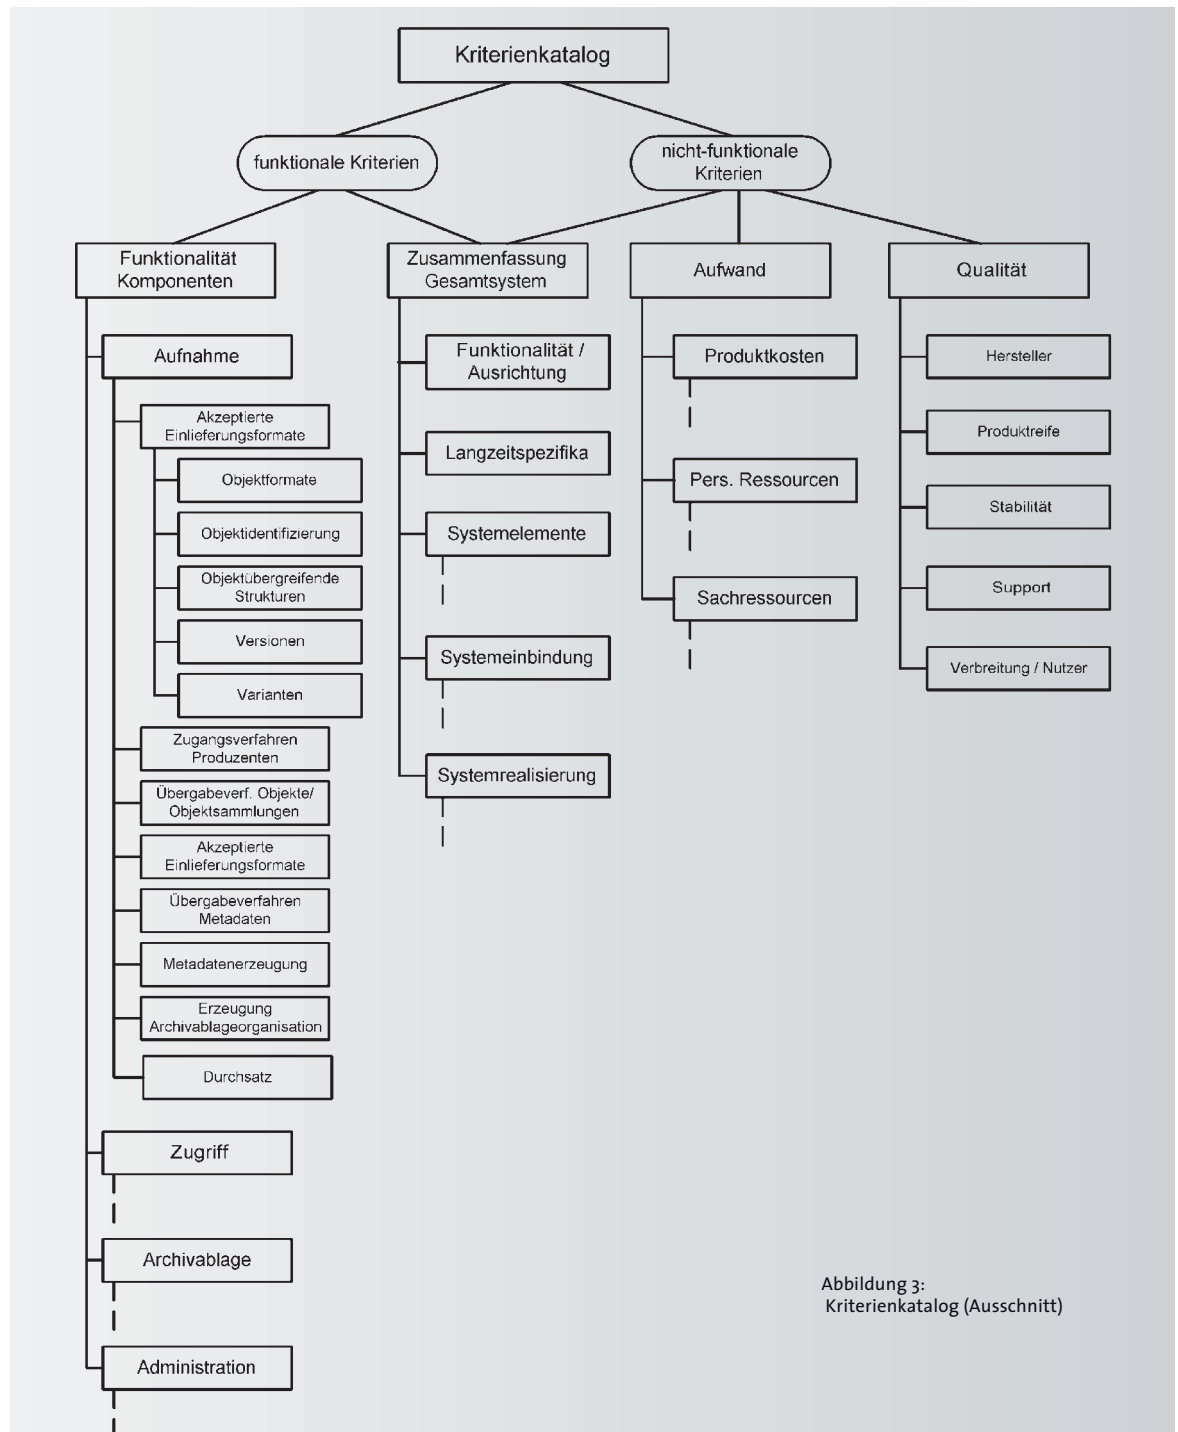 Kriterienkatalog
funktionale Kriterien
nicht-funktionale
Kriterien
Funktionalität
Komponenten
Aufnahme
Akzeptierte
Einlieferungsformate
Objektformate
Objektidentifizierung
Objektübergreifende
Strukturen
Versionen
Varianten
Zugangsverfahren
Produzenten
Übergabeverf. Objekte/
Objektsammlungen
Akzeptierte
Einlieferungsformate
Übergabeverfahren
Metadaten
Metadatenerzeugung
Erzeugung
Archivablageorganisation
Durchsatz
Zugriff
Archivablage
Administration
Zusammenfassung
Gesamtsystem
Funktionalität /
Ausrichtung
Langzeitspezifika
Systemelemente
Systemeinbindung
Systemrealisierung
Aufwand
Produktkosten
Pers. Ressourcen
Sachressourcen
Qualität
Hersteller
Produktreife
Stabilität
Support
Verbreitung / Nutzer
Abbildung 3:
Kriterienkatalog (Ausschnitt)